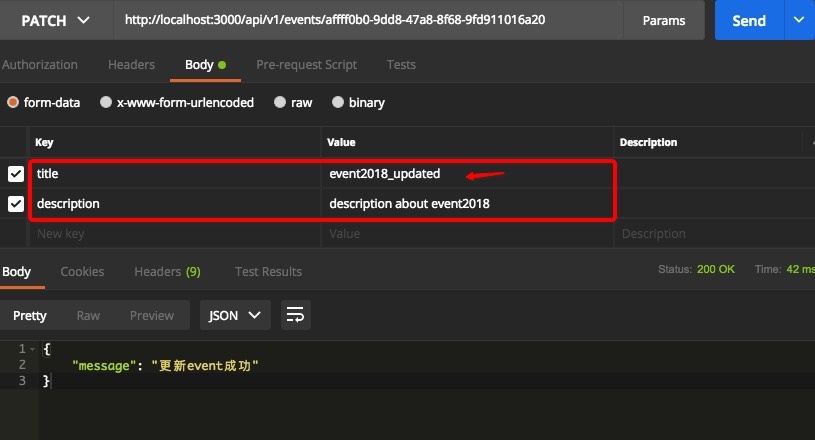 PATCH http://localhost:3000/api/v1/events/affff0b0-9dd8-47a8-8f68-9fd911016a20 Params Send
Authorization Headers Body Pre-request Script Tests
form-data x-www-form-urlencoded raw binary
Key Value Description
title event2018_updated
description description about event2018
New key Value Description
Body Cookies Headers (9) Test Results Status: 200 OK Time: 42 ms
Pretty Raw Preview JSON
1 {
2 "message": "更新event成功"
3 }